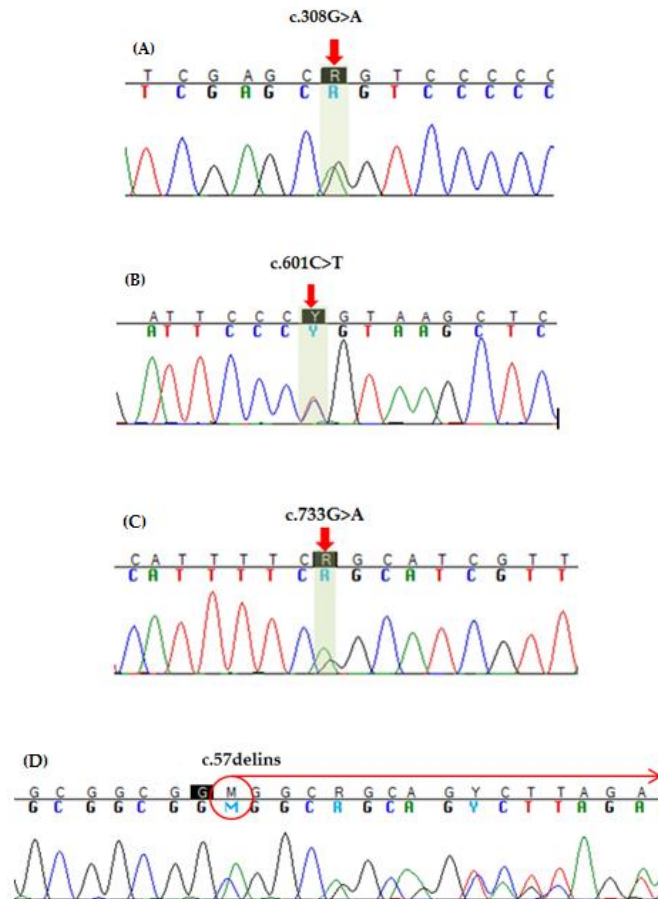 c.308G>A
(A)
T C G A G C R G T C C C C C
T C G A G C R G T C C C C C
c.601C>T
(B)
A T T C C C Y G T A A G C T C
A T T C C C Y G T A A G C T C
c.733G>A
(C)
C A T T T T C R G C A T C G T T
C A T T T T C R G C A T C G T T
(D)
c.57delins
G C G G C G G M G G C R G C A G Y C T T A G A
G C G G C G G M G G C R G C A G Y C T T A G A